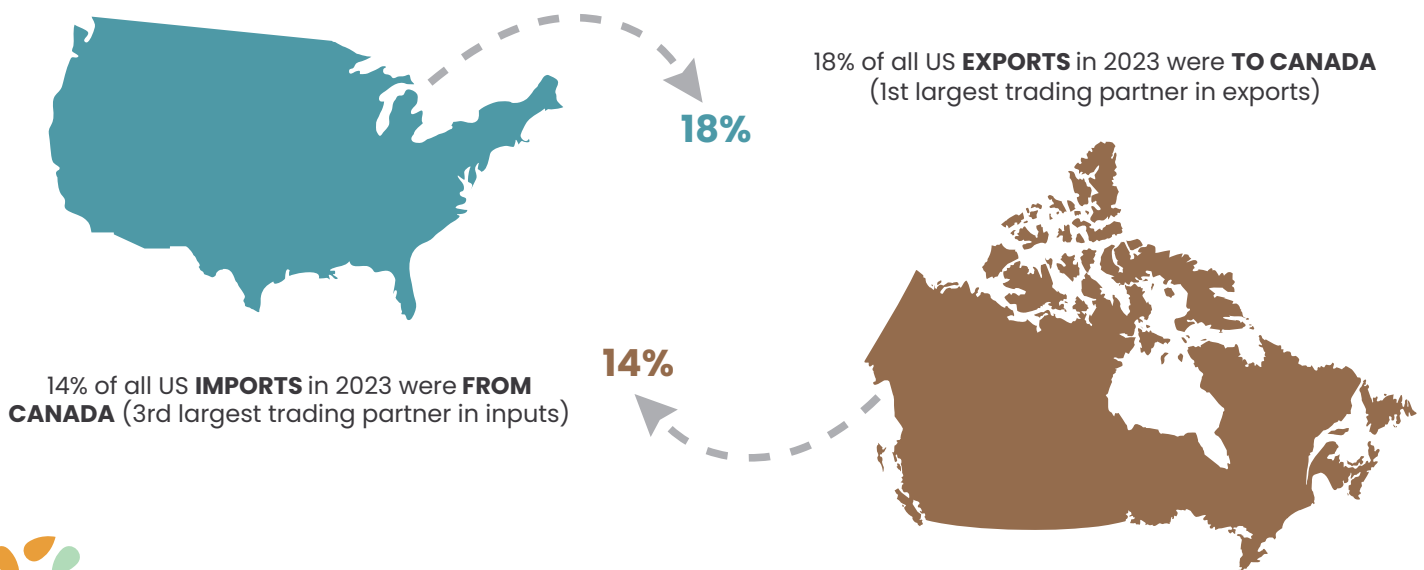 18% of all US EXPORTS in 2023 were TO CANADA
(1st largest trading partner in exports)
18%
14%
14% of all US IMPORTS in 2023 were FROM
CANADA (3rd largest trading partner in inputs)